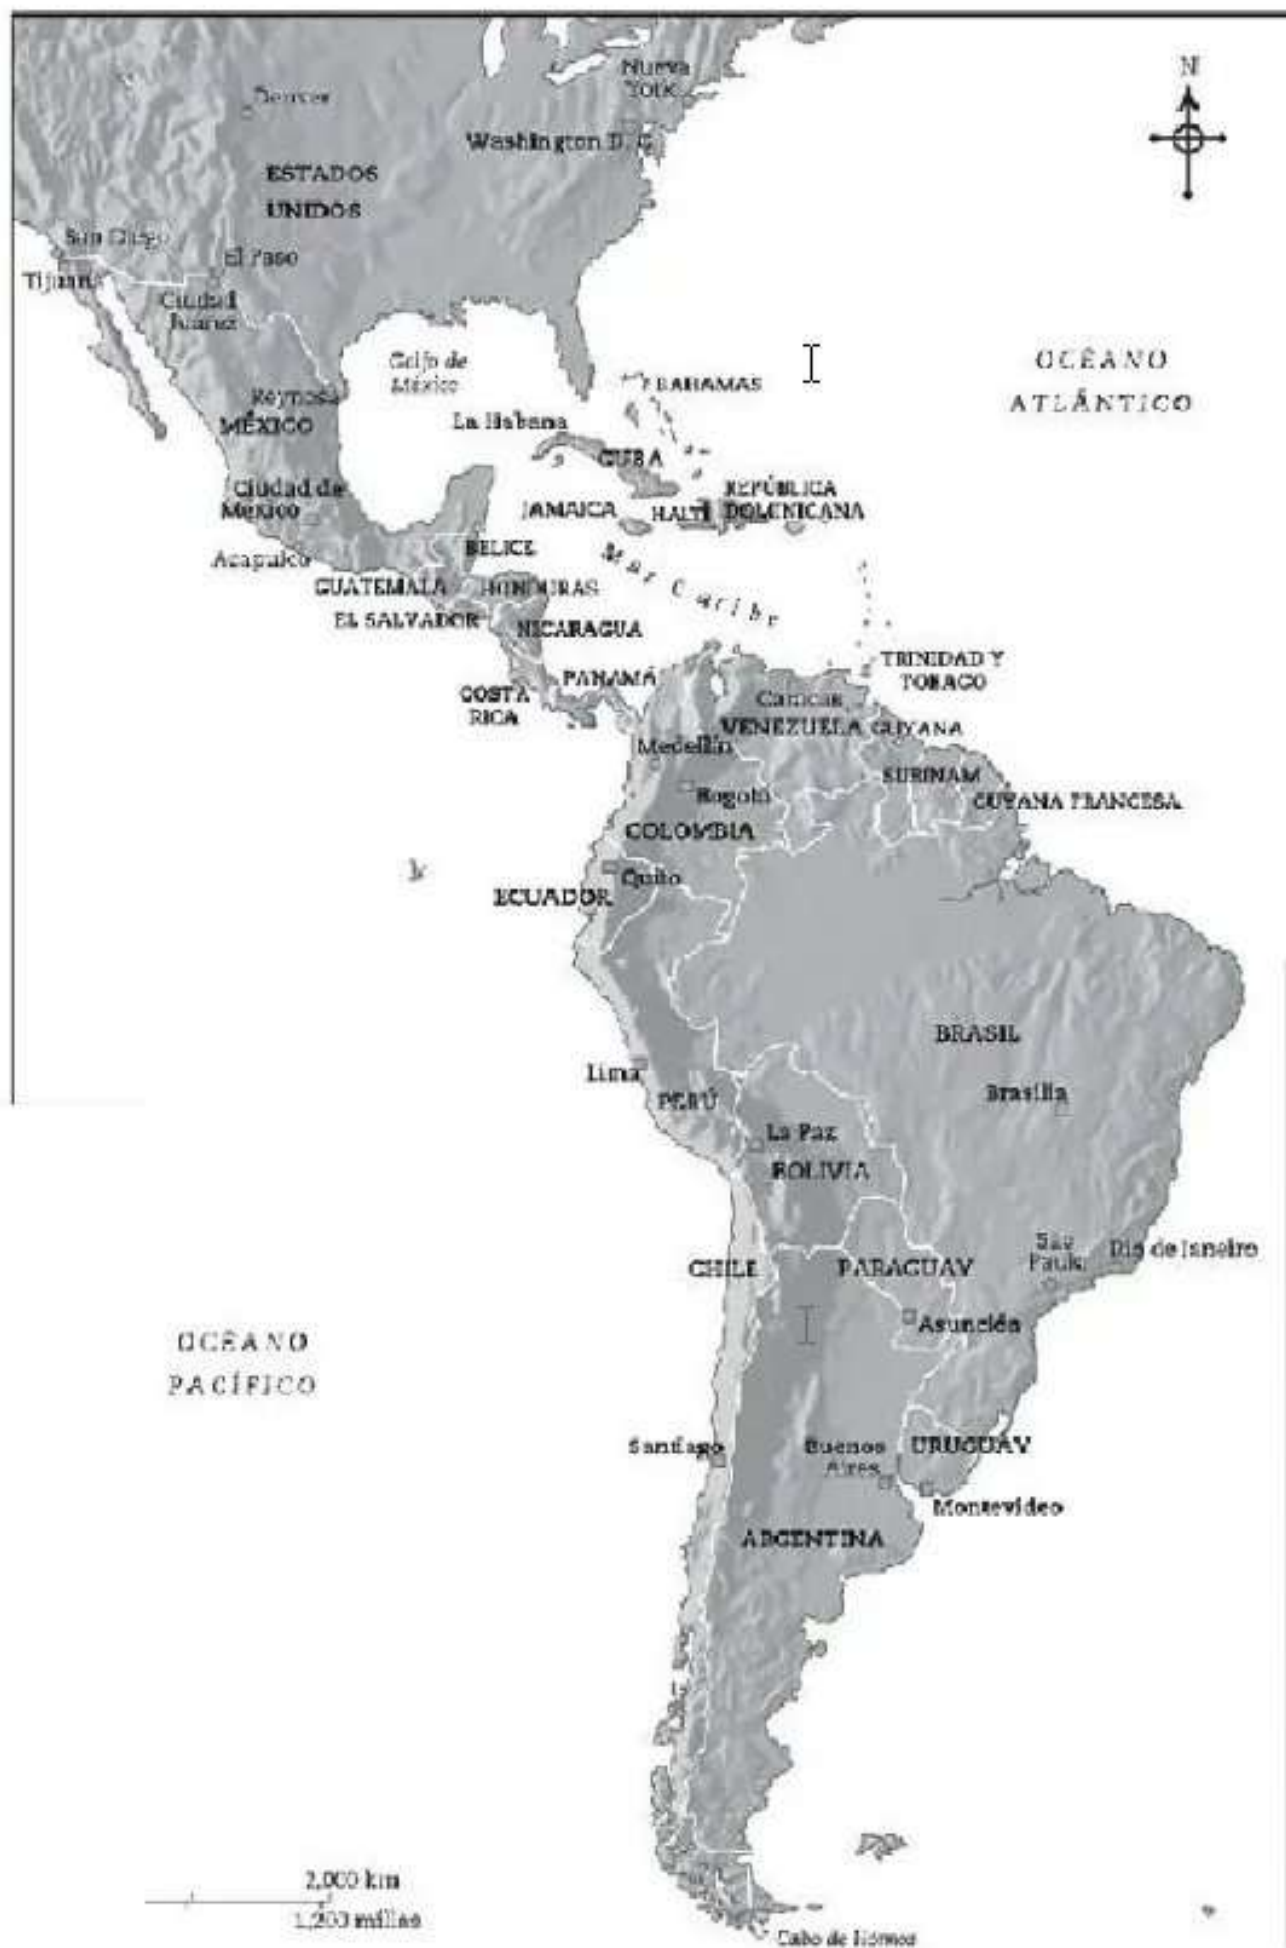 N
Nueva
York
Denver
Washington D. C.
ESTADOS
UNIDOS
San Diego
El Paso
Tijuana
Ciudad
Juárez
Golfo de
México
OCÉANO
ATLÁNTICO
BAHAMAS
Reynosa
MÉXICO
La Habana
CUBA
Ciudad de
México
JAMAICA
HAITÍ
REPÚBLICA
DOMINICANA
Acapulco
BELICE
Mar Caribe
GUATEMALA
HONDURAS
EL SALVADOR
NICARAGUA
COSTA
RICA
PANAMÁ
TRINIDAD Y
TOBAGO
Caracas
VENEZUELA
GUYANA
Medellín
SURINAM
Bogotá
GUYANA FRANCESA
COLOMBIA
Quito
ECUADOR
BRASIL
Lima
PERÚ
Brasilia
La Paz
BOLIVIA
CHILE
PARAGUAY
São
Paulo
Rio de Janeiro
Asunción
OCÉANO
PACÍFICO
Santiago
Buenos
Aires
URUGUAY
Montevideo
ARGENTINA
2,000 km
1,200 millas
Cabo de Hornos